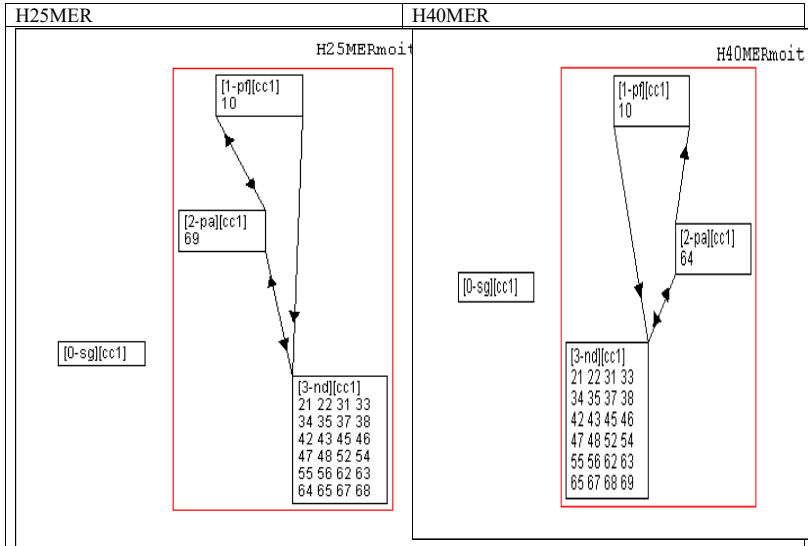 H25MER
H40MER
H25MERmoit
[1-pf][cc1]
10
[2-pa][cc1]
69
[0-sg][cc1]
[3-nd][cc1]
21 22 31 33
34 35 37 38
42 43 45 46
47 48 52 54
55 56 62 63
64 65 67 68
H40MERmoit
[1-pf][cc1]
10
[2-pa][cc1]
64
[0-sg][cc1]
[3-nd][cc1]
21 22 31 33
34 35 37 38
42 43 45 46
47 48 52 54
55 56 62 63
65 67 68 69